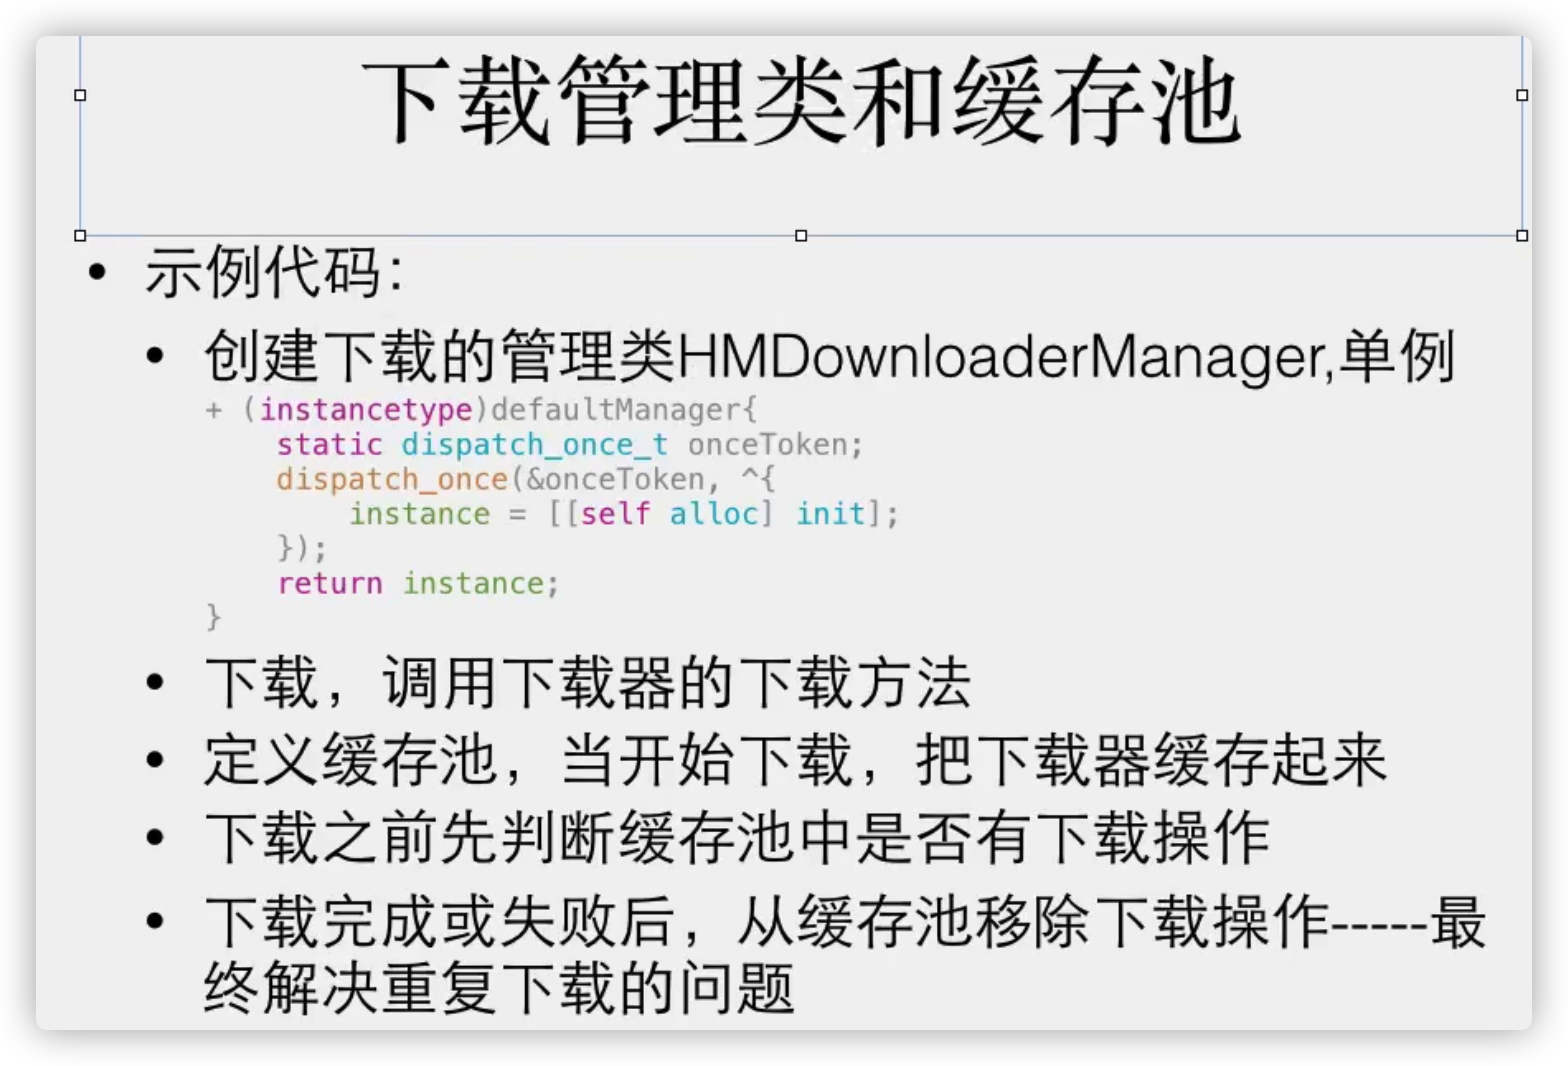 下载管理类和缓存池
• 示例代码：
• 创建下载的管理类HMDownloaderManager,单例
+ (instancetype)defaultManager{
    static dispatch_once_t onceToken;
    dispatch_once(&onceToken, ^{
        instance = [[self alloc] init];
    });
    return instance;
}
• 下载，调用下载器的下载方法
• 定义缓存池，当开始下载，把下载器缓存起来
• 下载之前先判断缓存池中是否有下载操作
• 下载完成或失败后，从缓存池移除下载操作-----最
终解决重复下载的问题